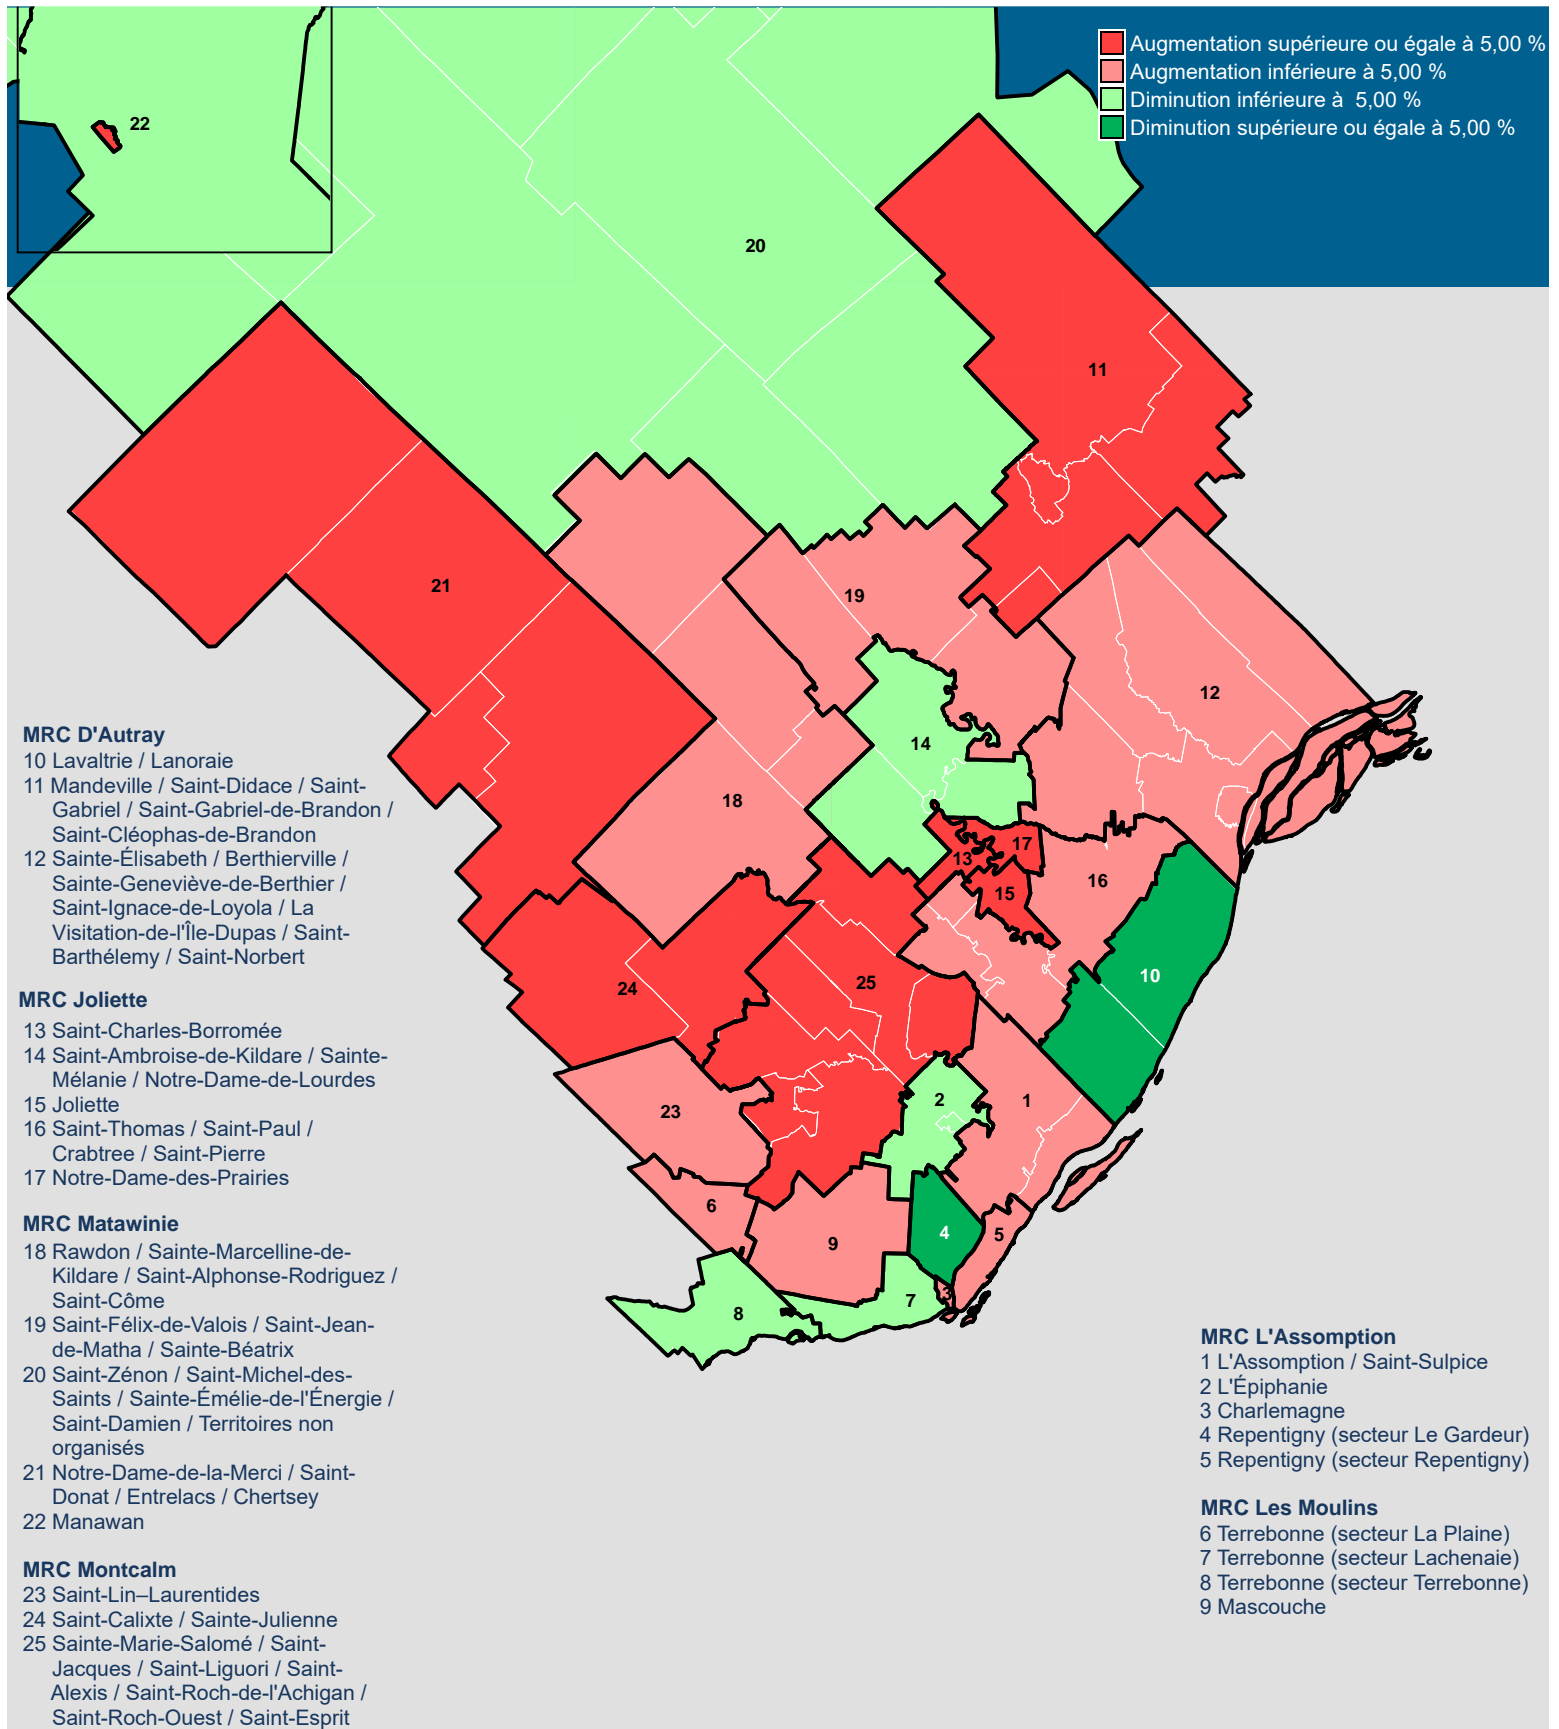 Augmentation supérieure ou égale à 5,00 %
Augmentation inférieure à 5,00 %
Diminution inférieure à  5,00 %
Diminution supérieure ou égale à 5,00 %
22
20
11
21
19
12
14
18
17
13
16
15
10
25
24
2
1
23
6
4
5
9
3
7
8
MRC D'Autray
10 Lavaltrie / Lanoraie
11 Mandeville / Saint-Didace / Saint-
Gabriel / Saint-Gabriel-de-Brandon /
Saint-Cléophas-de-Brandon
12 Sainte-Élisabeth / Berthierville /
Sainte-Geneviève-de-Berthier /
Saint-Ignace-de-Loyola / La
Visitation-de-l'Île-Dupas / Saint-
Barthélemy / Saint-Norbert
MRC Joliette
13 Saint-Charles-Borromée
14 Saint-Ambroise-de-Kildare / Sainte-
Mélanie / Notre-Dame-de-Lourdes
15 Joliette
16 Saint-Thomas / Saint-Paul /
Crabtree / Saint-Pierre
17 Notre-Dame-des-Prairies
MRC Matawinie
18 Rawdon / Sainte-Marcelline-de-
Kildare / Saint-Alphonse-Rodriguez /
Saint-Côme
19 Saint-Félix-de-Valois / Saint-Jean-
de-Matha / Sainte-Béatrix
20 Saint-Zénon / Saint-Michel-des-
Saints / Sainte-Émélie-de-l'Énergie /
Saint-Damien / Territoires non
organisés
21 Notre-Dame-de-la-Merci / Saint-
Donat / Entrelacs / Chertsey
22 Manawan
MRC Montcalm
23 Saint-Lin–Laurentides
24 Saint-Calixte / Sainte-Julienne
25 Sainte-Marie-Salomé / Saint-
Jacques / Saint-Liguori / Saint-
Alexis / Saint-Roch-de-l'Achigan /
Saint-Roch-Ouest / Saint-Esprit
MRC L'Assomption
1 L'Assomption / Saint-Sulpice
2 L'Épiphanie
3 Charlemagne
4 Repentigny (secteur Le Gardeur)
5 Repentigny (secteur Repentigny)
MRC Les Moulins
6 Terrebonne (secteur La Plaine)
7 Terrebonne (secteur Lachenaie)
8 Terrebonne (secteur Terrebonne)
9 Mascouche